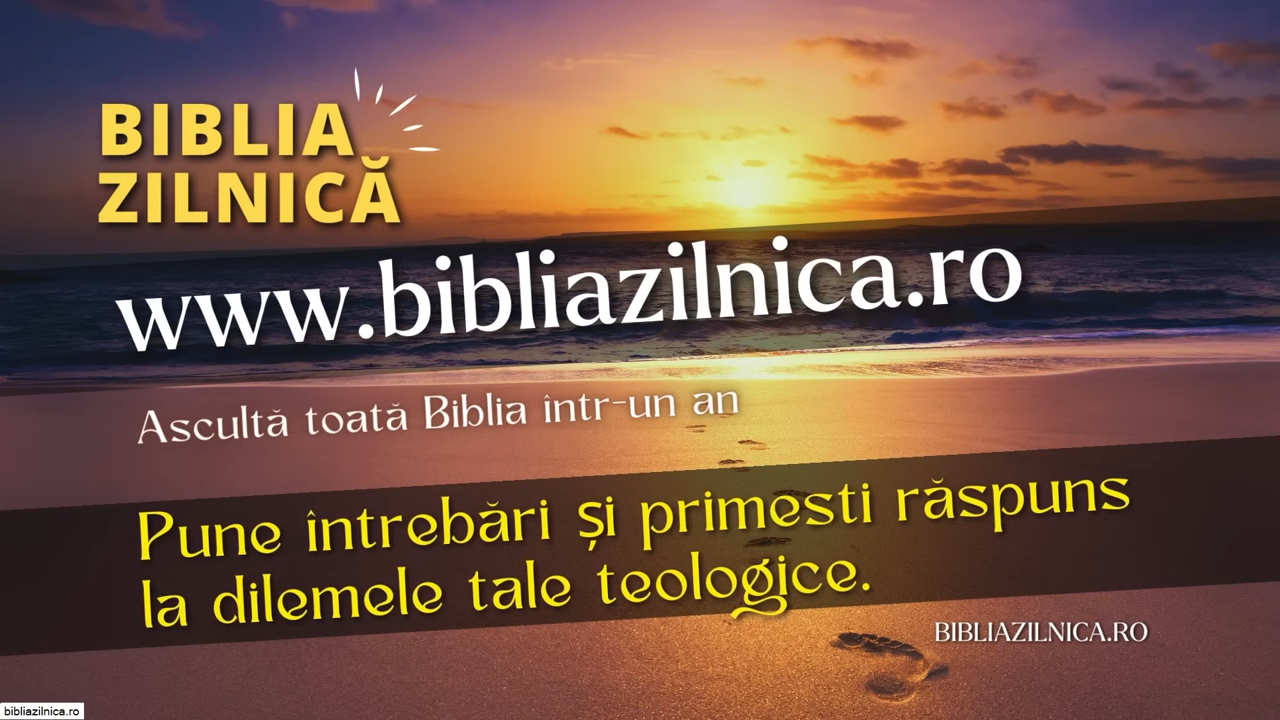 BIBLIA
ZILNICĂ
www.bibliazilnica.ro
Ascultă toată Biblia într-un an
Pune întrebări și primesti răspuns
la dilemele tale teologice.
BIBLIAZILNICA.RO
bibliazilnica.ro